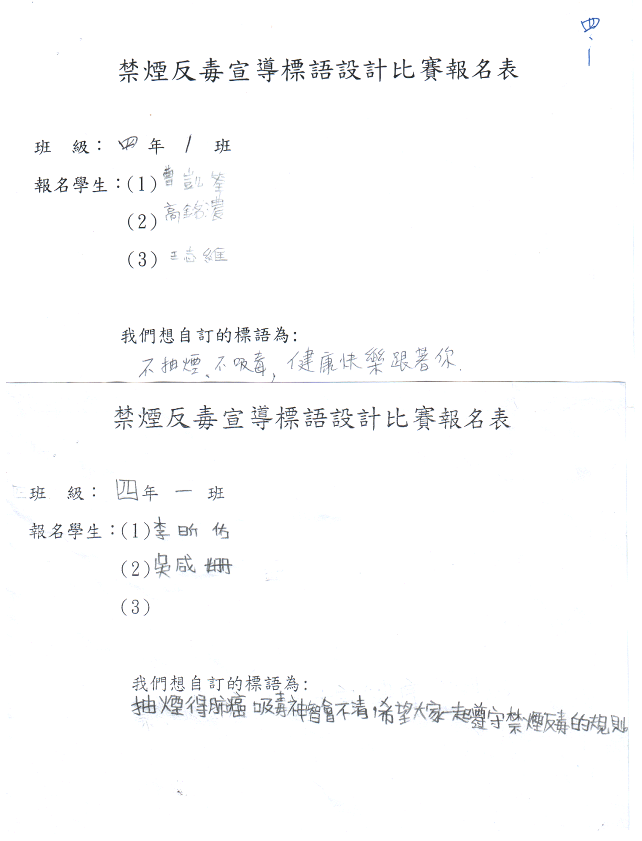 四.1
禁煙反毒宣導標語設計比賽報名表
班 級：四年 1 班
報名學生：(1)曹凱峯
(2)高銘濃
(3)王志維
我們想自訂的標語為:
不抽煙、不吸毒，健康快樂跟著你.
禁煙反毒宣導標語設計比賽報名表
班 級：四年 一 班
報名學生：(1)李昕佑
(2)吳咸姍
(3)
我們想自訂的標語為:
抽煙得肺癌 吸毒神智會不清，希望大家一起遵守禁煙反毒的規則。